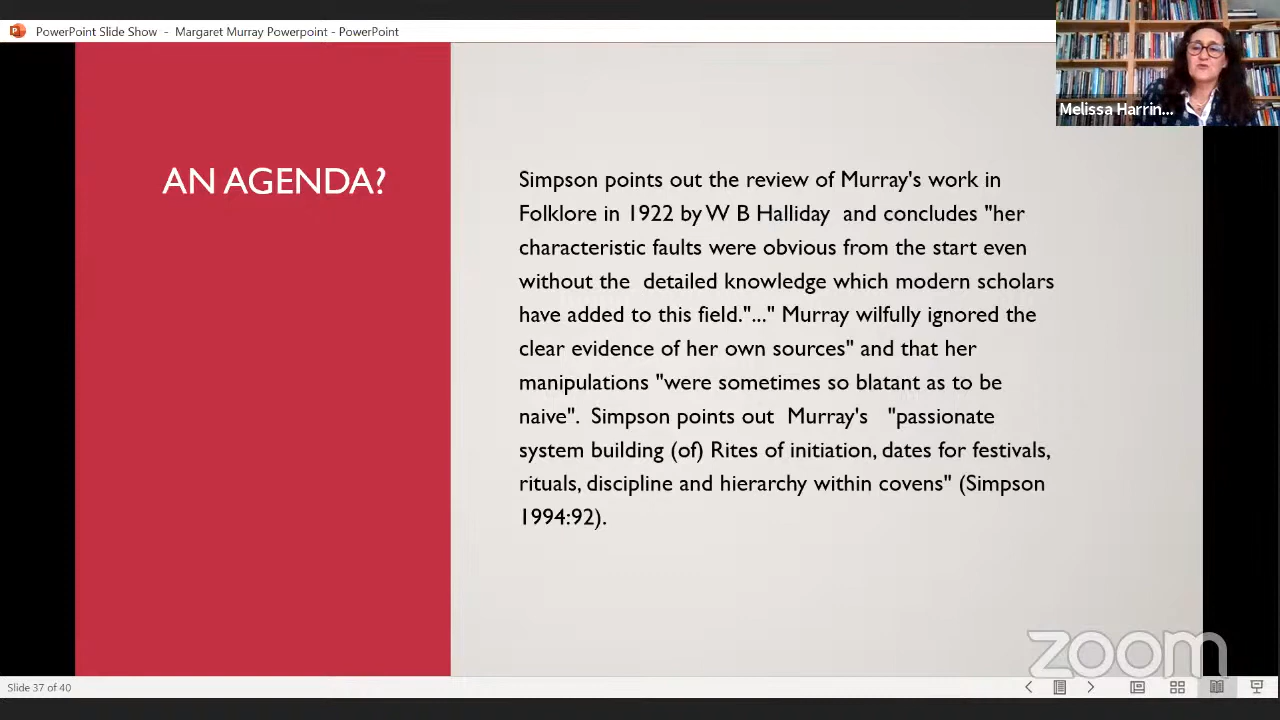 PowerPoint Slide Show - Margaret Murray Powerpoint - PowerPoint
Melissa Harrin...
AN AGENDA?
Simpson points out the review of Murray's work in
Folklore in 1922 by W B Halliday and concludes "her
characteristic faults were obvious from the start even
without the detailed knowledge which modern scholars
have added to this field."..." Murray wilfully ignored the
clear evidence of her own sources" and that her
manipulations "were sometimes so blatant as to be
naive". Simpson points out Murray's "passionate
system building (of) Rites of initiation, dates for festivals,
rituals, discipline and hierarchy within covens" (Simpson
1994:92).
zoom
Slide 37 of 40